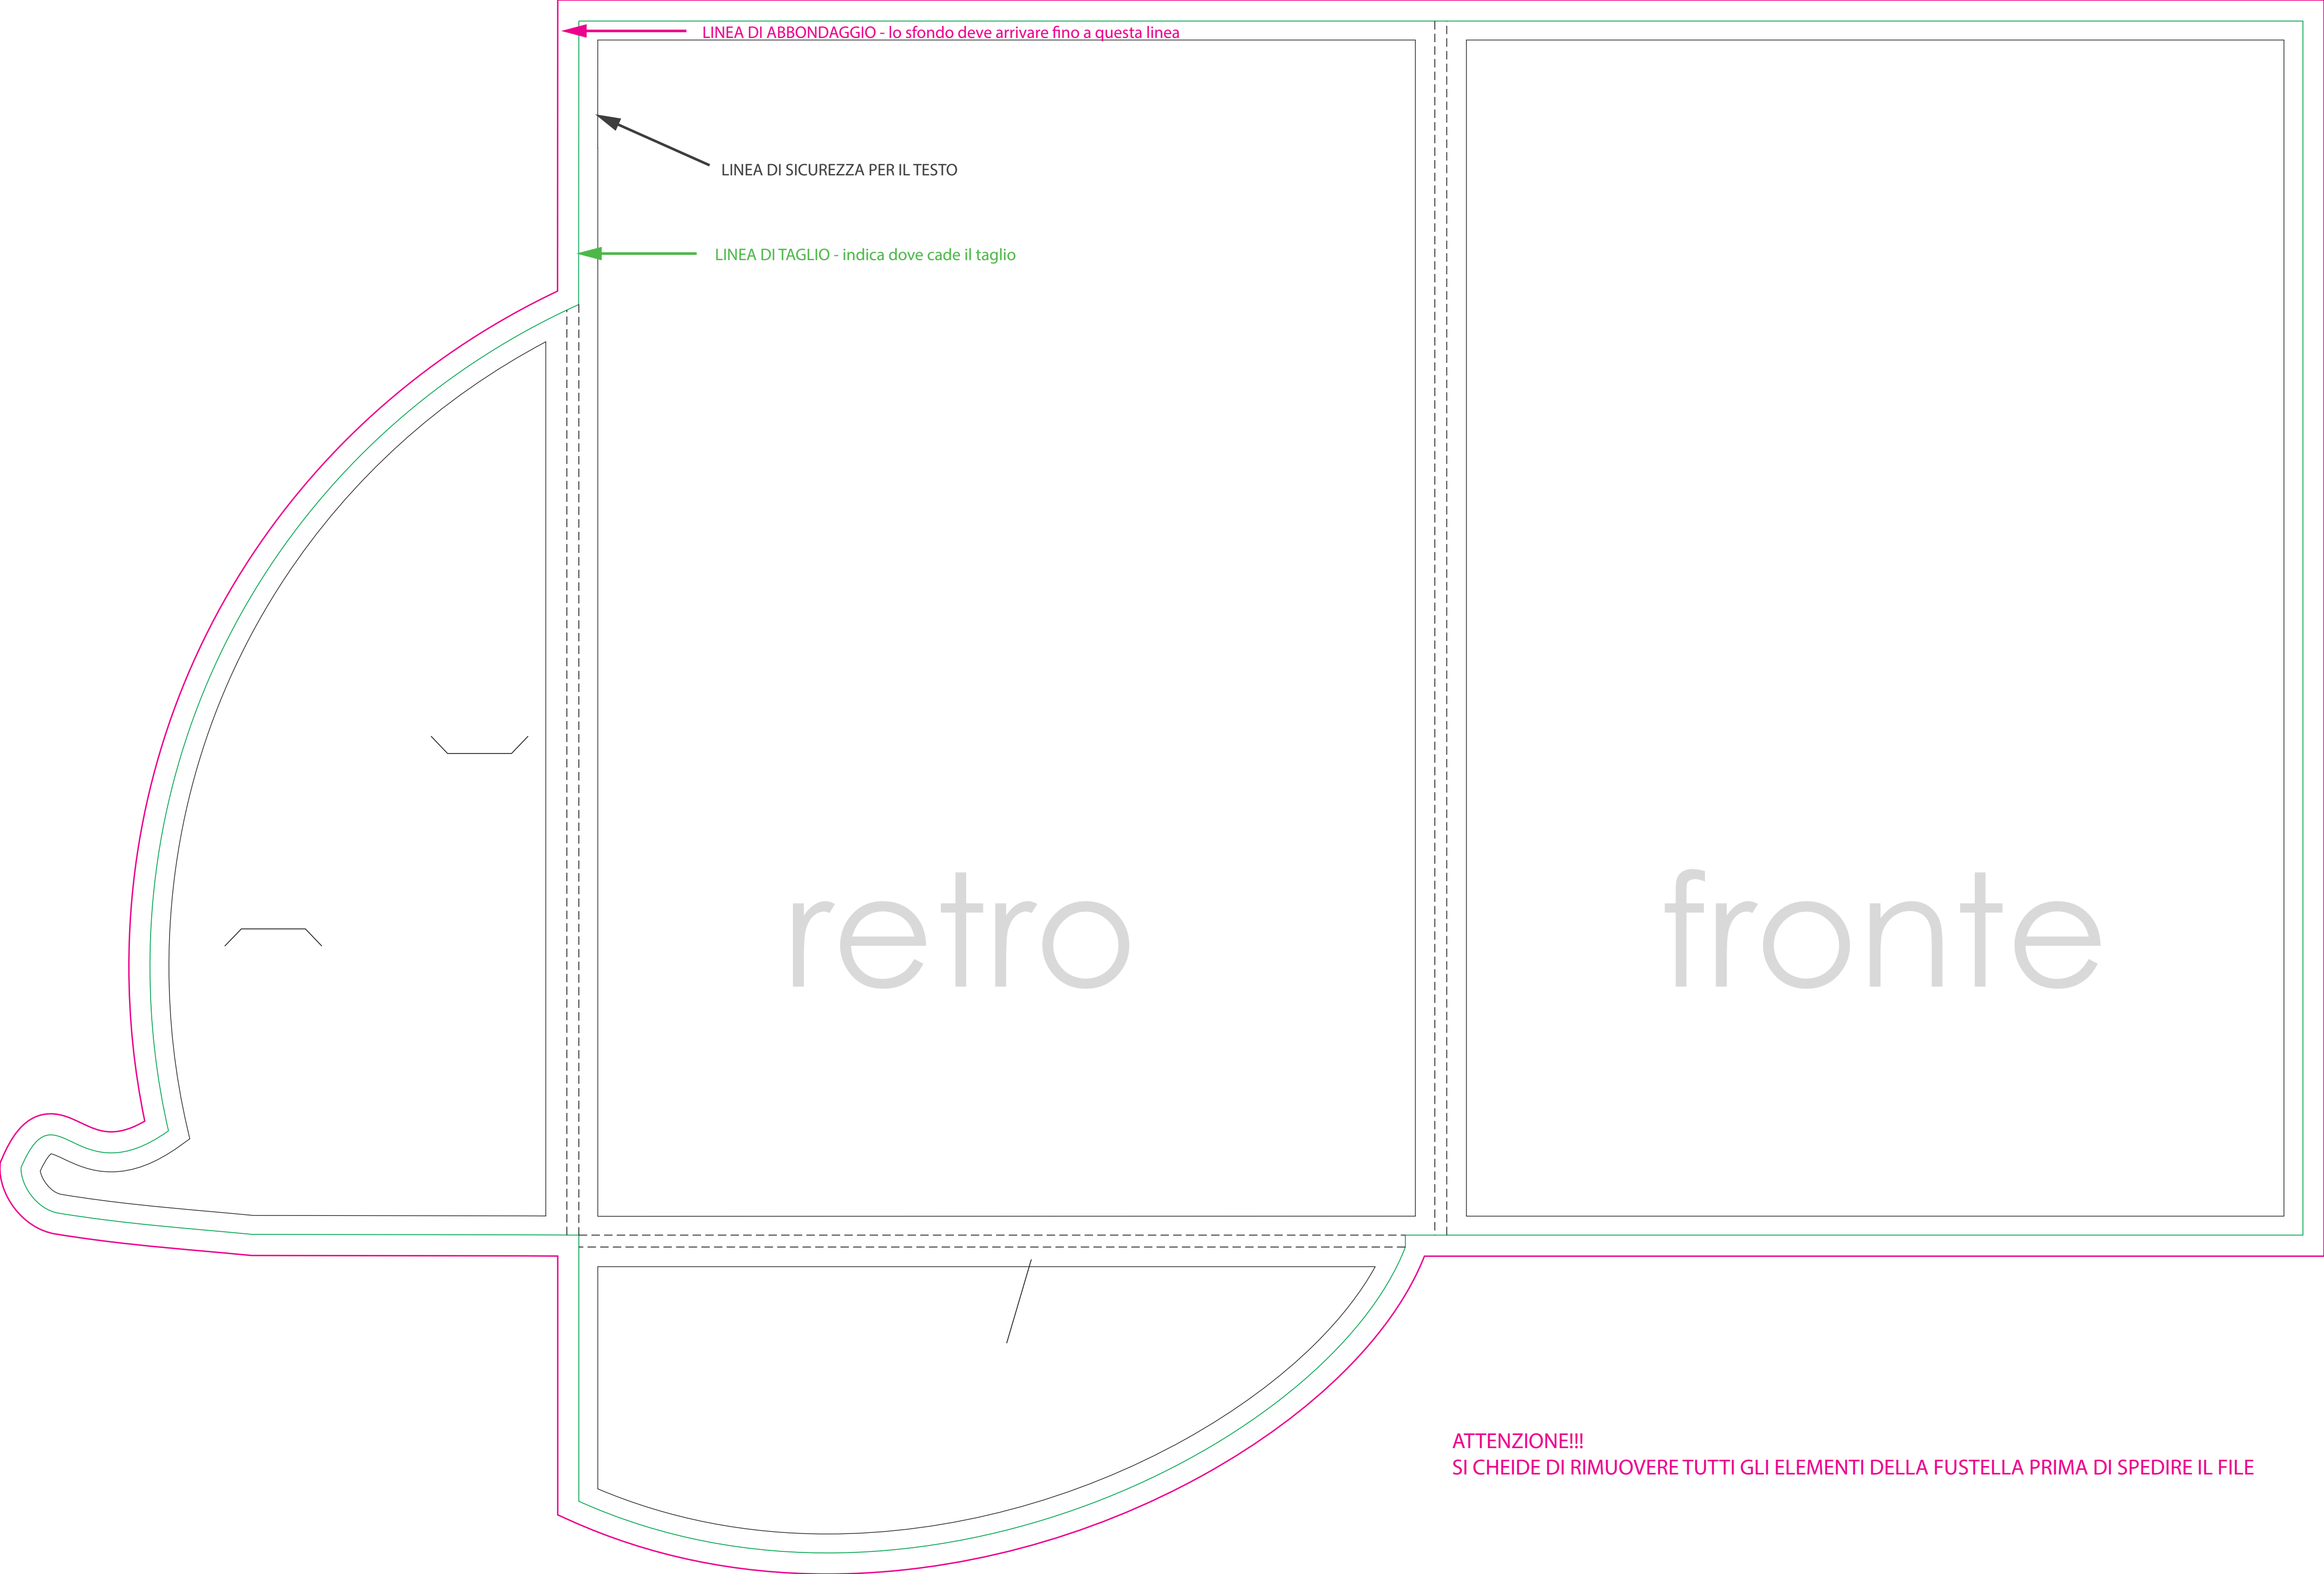 LINEA DI ABBONDAGGIO - lo sfondo deve arrivare fino a questa linea
LINEA DI SICUREZZA PER IL TESTO
LINEA DI TAGLIO - indica dove cade il taglio
retro
fronte
ATTENZIONE!!!
SI CHEIDE DI RIMUOVERE TUTTI GLI ELEMENTI DELLA FUSTELLA PRIMA DI SPEDIRE IL FILE